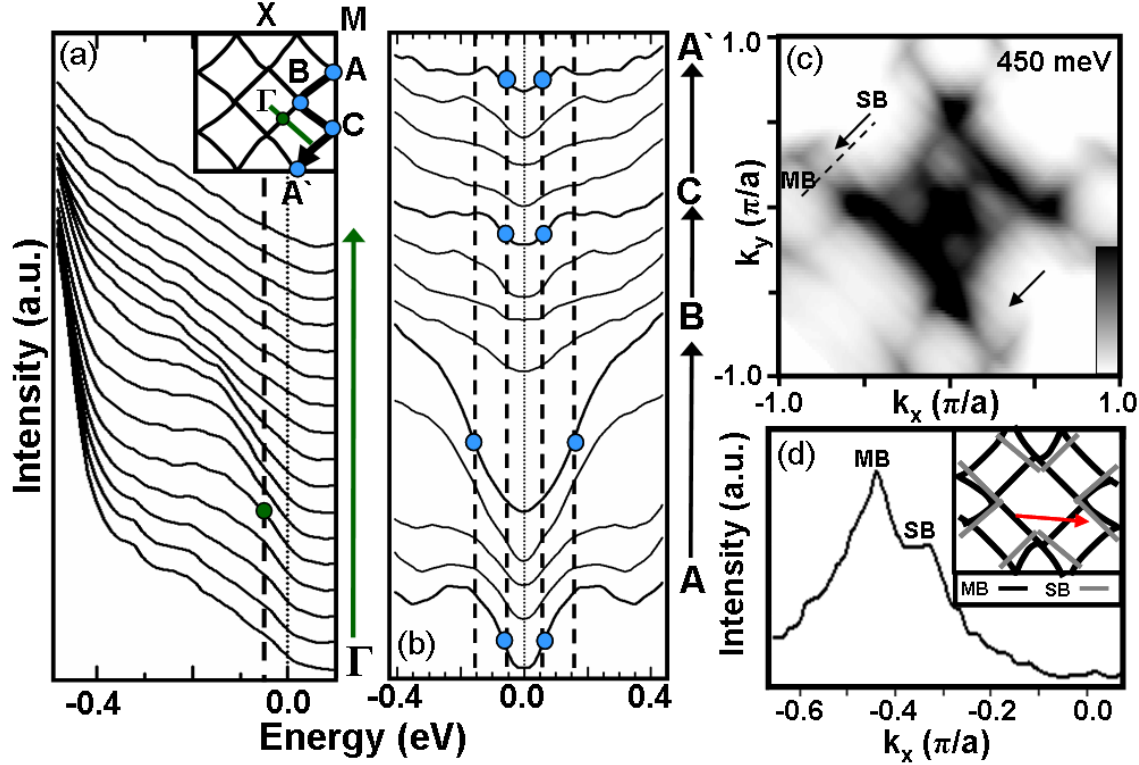 X M
(a)
B A
Γ
C
A`
Γ
Intensity (a.u.)
-0.4 0.0
A`
C
B
A
(b)
-0.4 0.0 0.4
Energy (eV)
(c) 450 meV
SB
MB
1.0
-1.0
k_y (π/a)
-1.0 k_x (π/a) 1.0
(d)
MB
SB
MB SB
Intensity (a.u.)
-0.6 -0.4 -0.2 0.0
k_x (π/a)